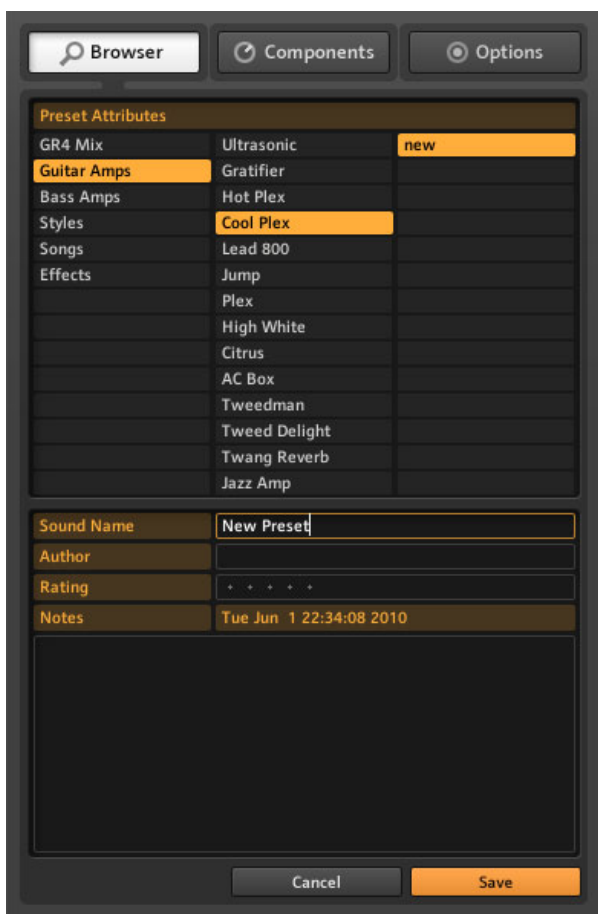 Browser Components Options
Preset Attributes
GR4 Mix Ultrasonic new
Guitar Amps Gratifier
Bass Amps Hot Plex
Styles Cool Plex
Songs Lead 800
Effects Jump
Plex
High White
Citrus
AC Box
Tweedman
Tweed Delight
Twang Reverb
Jazz Amp
Sound Name New Preset
Author
Rating
Notes Tue Jun 1 22:34:08 2010
Cancel Save